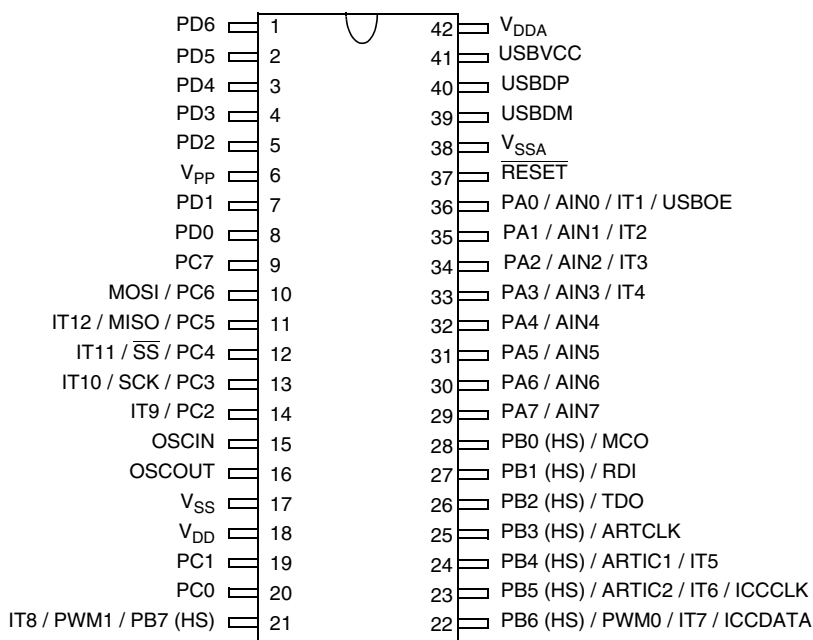 PD6 1 42 VDDA
PD5 2 41 USBVCC
PD4 3 40 USBDP
PD3 4 39 USBDM
PD2 5 38 VSSA
VPP 6 37 RESET
PD1 7 36 PA0 / AIN0 / IT1 / USBOE
PD0 8 35 PA1 / AIN1 / IT2
PC7 9 34 PA2 / AIN2 / IT3
MOSI / PC6 10 33 PA3 / AIN3 / IT4
IT12 / MISO / PC5 11 32 PA4 / AIN4
IT11 / SS / PC4 12 31 PA5 / AIN5
IT10 / SCK / PC3 13 30 PA6 / AIN6
IT9 / PC2 14 29 PA7 / AIN7
OSCIN 15 28 PB0 (HS) / MCO
OSCOUT 16 27 PB1 (HS) / RDI
VSS 17 26 PB2 (HS) / TDO
VDD 18 25 PB3 (HS) / ARTCLK
PC1 19 24 PB4 (HS) / ARTIC1 / IT5
PC0 20 23 PB5 (HS) / ARTIC2 / IT6 / ICCCLK
IT8 / PWM1 / PB7 (HS) 21 22 PB6 (HS) / PWM0 / IT7 / ICCDATA